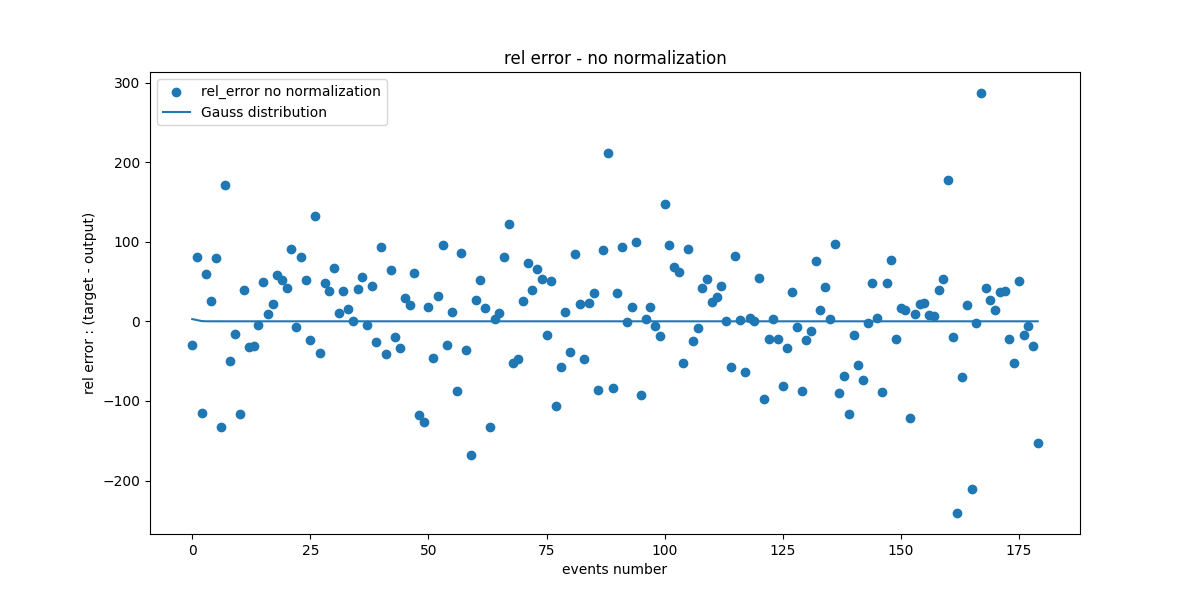 rel error - no normalization
rel_error no normalization
Gauss distribution
300
200
100
0
−100
−200
rel error : (target - output)
0
25
50
75
100
125
150
175
events number